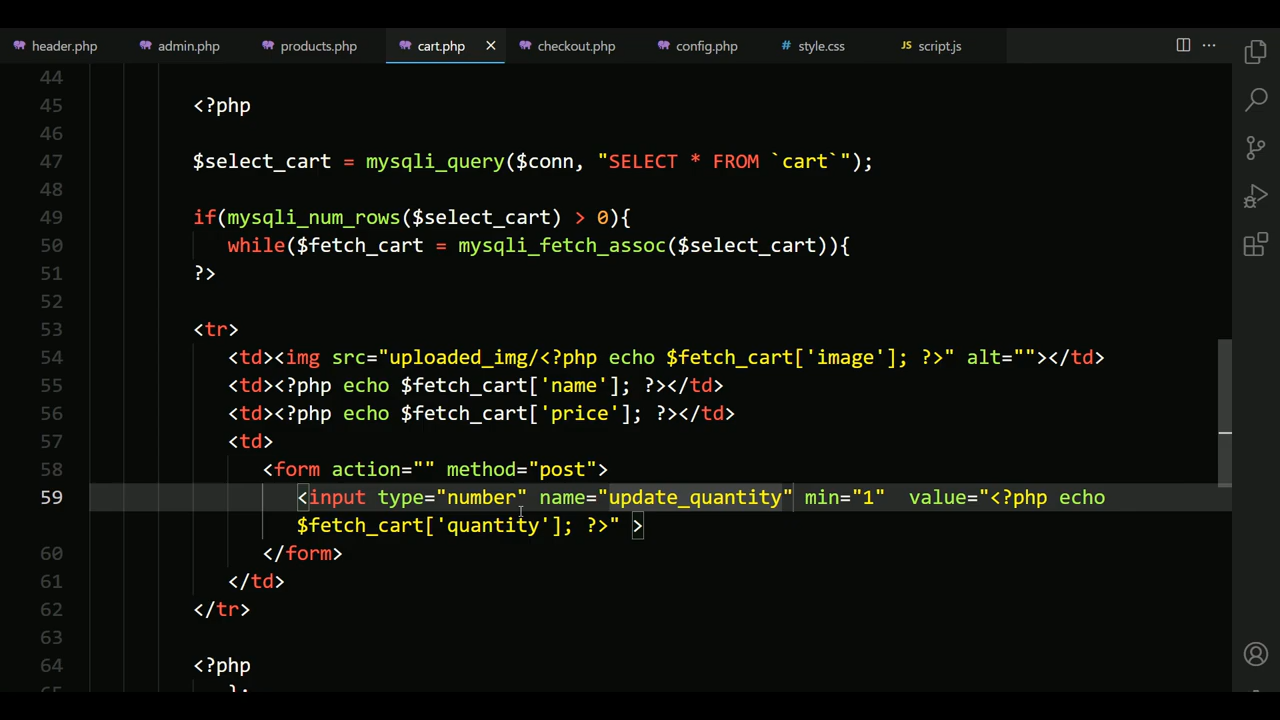 header.php admin.php products.php cart.php × checkout.php config.php # style.css JS script.js ...
44
45 <?php
46
47 $select_cart = mysqli_query($conn, "SELECT * FROM `cart`");
48
49 if(mysqli_num_rows($select_cart) > 0){
50 while($fetch_cart = mysqli_fetch_assoc($select_cart)){
51 ?>
52
53 <tr>
54 <td><img src="uploaded_img/<?php echo $fetch_cart['image']; ?>" alt=""></td>
55 <td><?php echo $fetch_cart['name']; ?></td>
56 <td><?php echo $fetch_cart['price']; ?></td>
57 <td>
58 <form action="" method="post">
59 <input type="number" name="update_quantity" min="1"  value="<?php echo
$fetch_cart['quantity']; ?>" >
60 </form>
61 </td>
62 </tr>
63
64 <?php
65 };